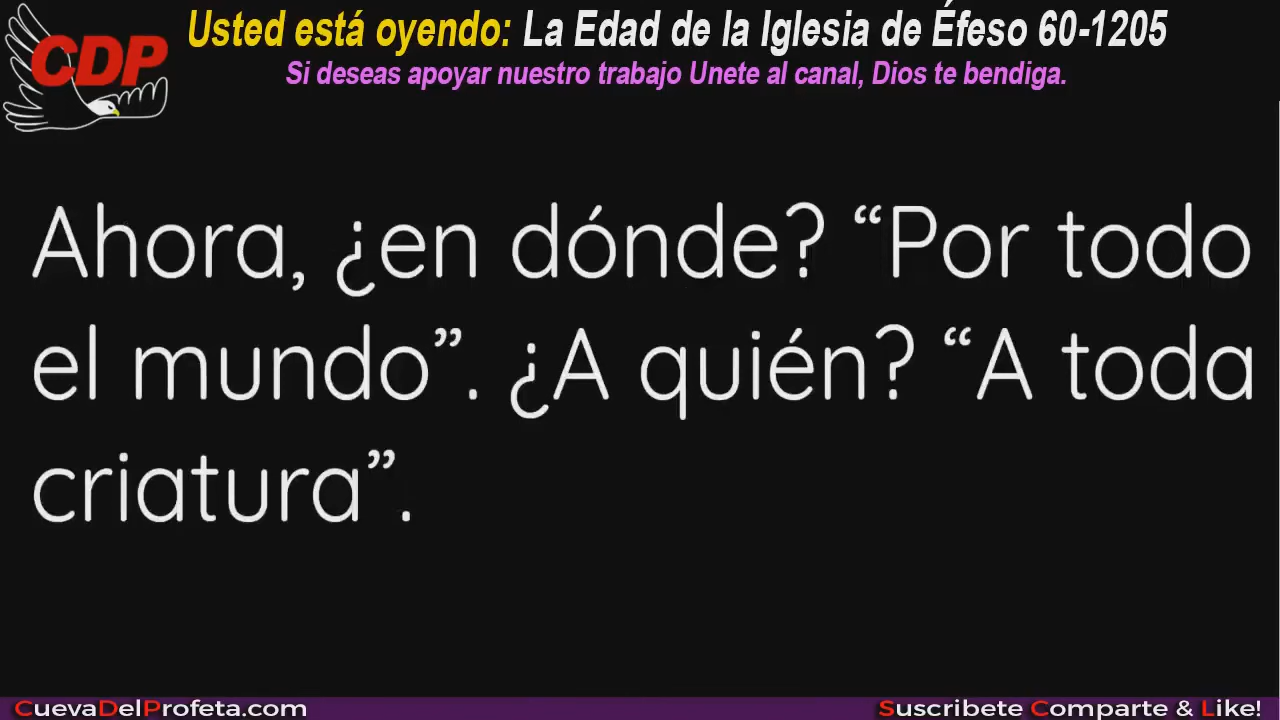 CDP
Usted está oyendo: La Edad de la Iglesia de Éfeso 60-1205
Si deseas apoyar nuestro trabajo Unete al canal, Dios te bendiga.
Ahora, ¿en dónde? “Por todo
el mundo”. ¿A quién? “A toda
criatura”.
CuevaDelProfeta.com
Suscribete Comparte & Like!